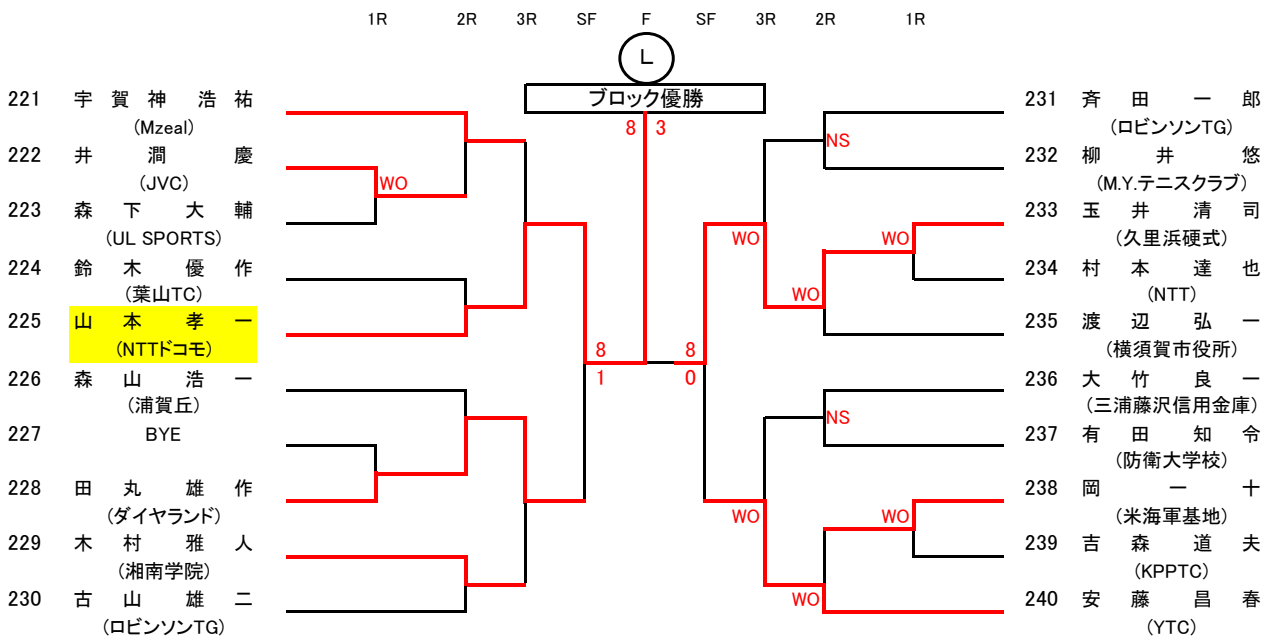 1R 2R 3R SF F SF 3R 2R 1R
L
ブロック優勝
221 宇賀神浩祐
(Mzeal)
222 井澗慶
(JVC)
223 森下大輔
(UL SPORTS)
224 鈴木優作
(葉山TC)
225 山本孝一
(NTTドコモ)
226 森山浩一
(浦賀丘)
227 BYE
228 田丸雄作
(ダイヤランド)
229 木村雅人
(湘南学院)
230 古山雄二
(ロビンソンTG)
WO
8 3
8
1
8
0
NS
WO
WO
WO
NS
WO
WO
WO
231 斉田一郎
(ロビンソンTG)
232 柳井悠
(M.Y.テニスクラブ)
233 玉井清司
(久里浜硬式)
234 村本達也
(NTT)
235 渡辺弘一
(横須賀市役所)
236 大竹良一
(三浦藤沢信用金庫)
237 有田知令
(防衛大学校)
238 岡一十
(米海軍基地)
239 吉森道夫
(KPPTC)
240 安藤昌春
(YTC)